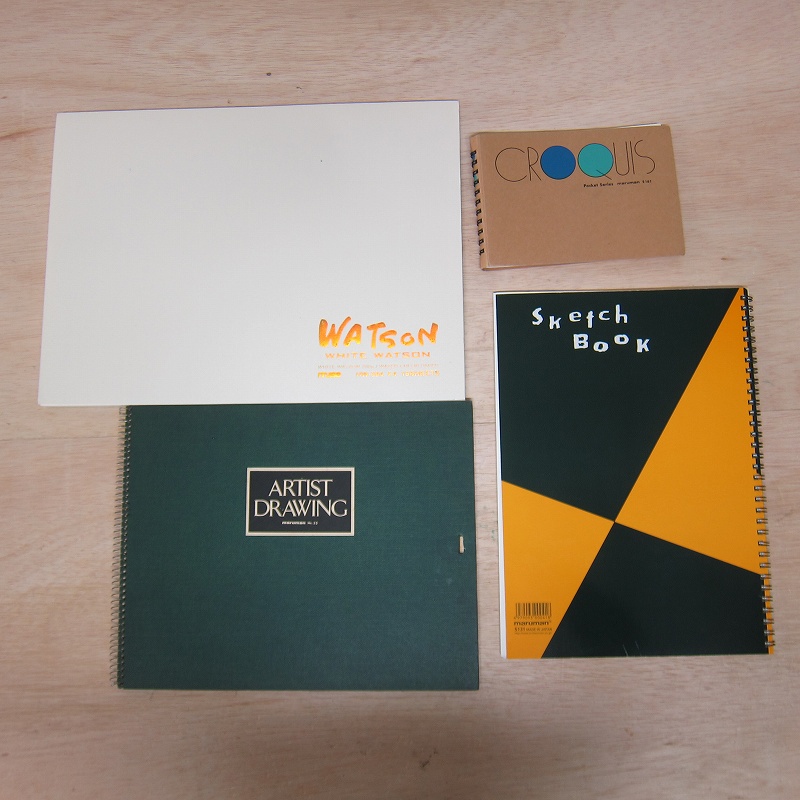 WATSON
WHITE WATSON
CROQUIS
Pocket Series maruman
Sketch
Book
maruman
ARTIST
DRAWING
maruman